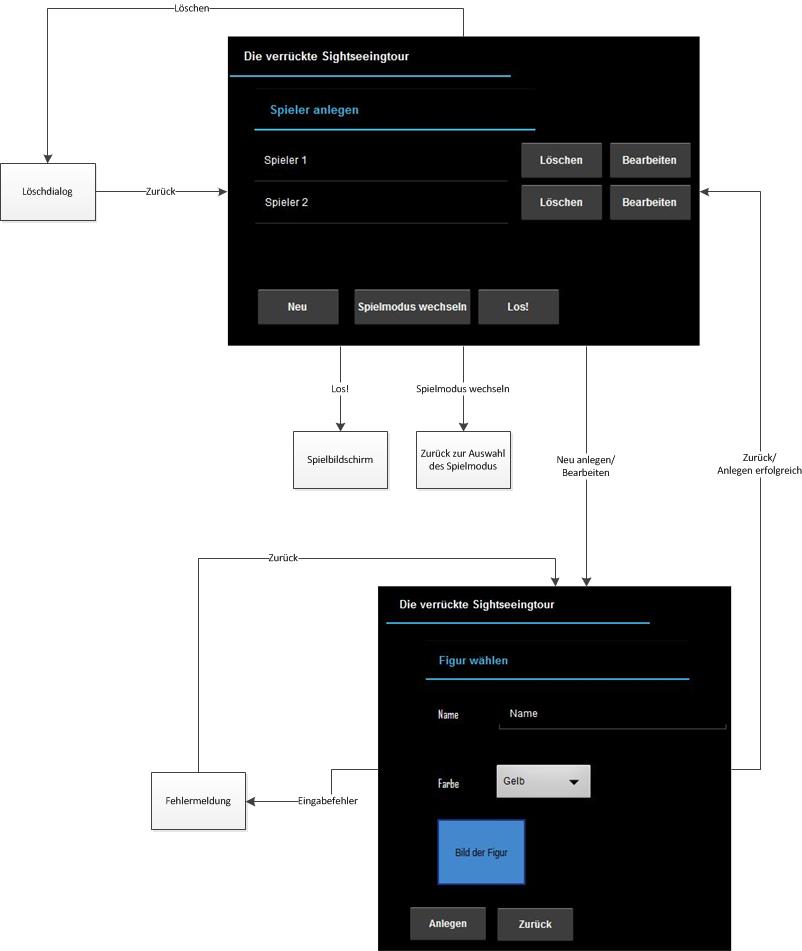 Löschen
Die verrückte Sightseeingtour
Spieler anlegen
Spieler 1
Löschen
Bearbeiten
Löschdialog
Zurück
Spieler 2
Löschen
Bearbeiten
Neu
Spielmodus wechseln
Los!
Los!
Spielmodus wechseln
Spielbildschirm
Zurück zur Auswahl
des Spielmodus
Neu anlegen/
Bearbeiten
Zurück/
Anlegen erfolgreich
Zurück
Die verrückte Sightseeingtour
Figur wählen
Name
Name
Farbe
Gelb
Fehlermeldung
Eingabefehler
Bild der Figur
Anlegen
Zurück